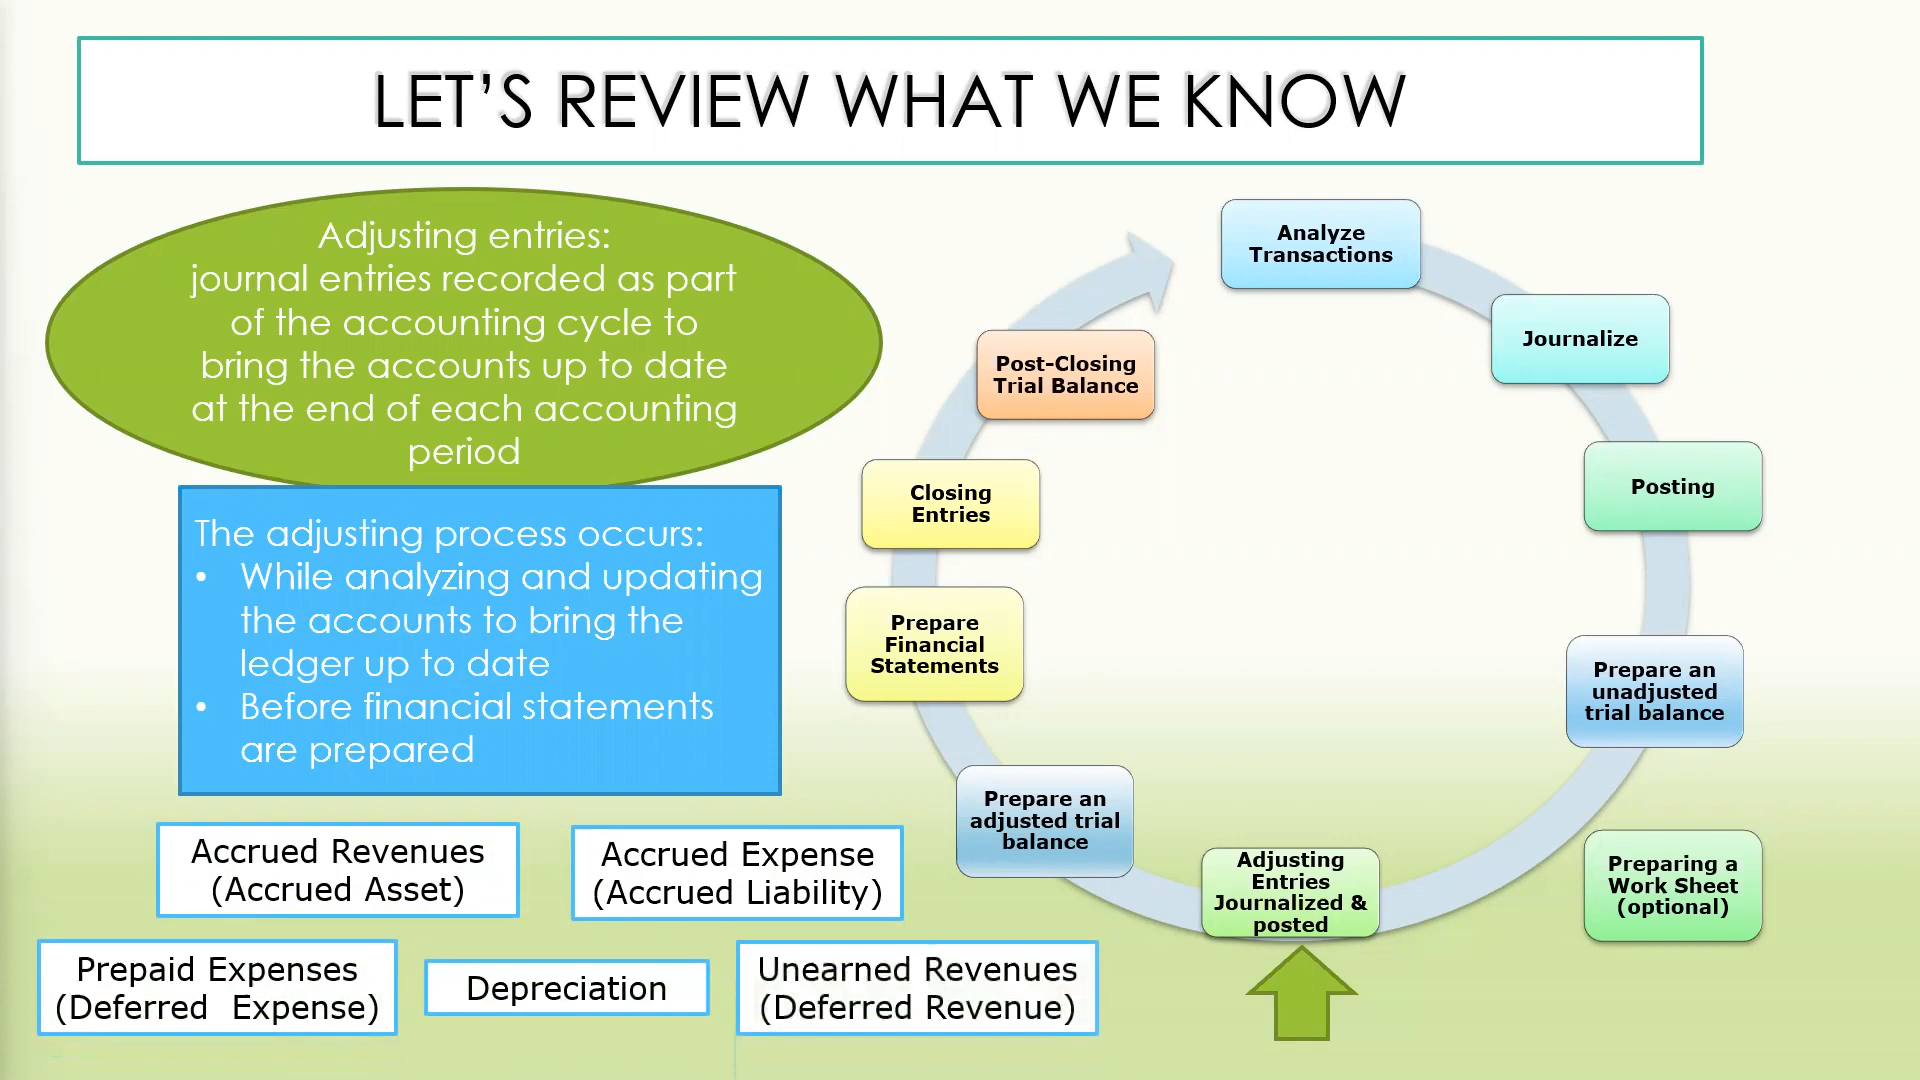 LET’S REVIEW WHAT WE KNOW
Adjusting entries:
journal entries recorded as part
of the accounting cycle to
bring the accounts up to date
at the end of each accounting
period
The adjusting process occurs:
• While analyzing and updating
the accounts to bring the
ledger up to date
• Before financial statements
are prepared
Accrued Revenues
(Accrued Asset)
Accrued Expense
(Accrued Liability)
Prepaid Expenses
(Deferred  Expense)
Depreciation
Unearned Revenues
(Deferred Revenue)
Analyze
Transactions
Journalize
Posting
Prepare an
unadjusted
trial balance
Preparing a
Work Sheet
(optional)
Adjusting
Entries
Journalized &
posted
Prepare an
adjusted trial
balance
Prepare
Financial
Statements
Closing
Entries
Post-Closing
Trial Balance